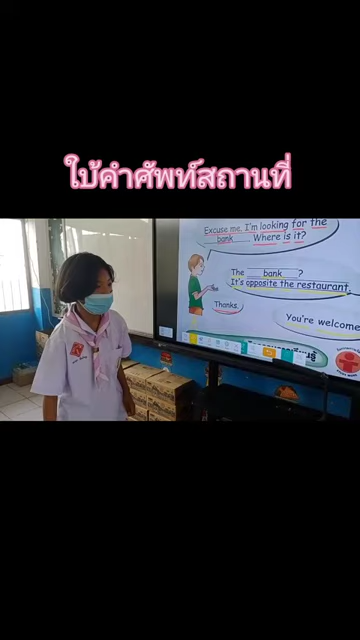 ใบ้คำศัพท์สถานที่
Excuse me, I'm looking for the
bank Where is it?
The bank ?
It's opposite the restaurant.
Thanks.
You're welcome